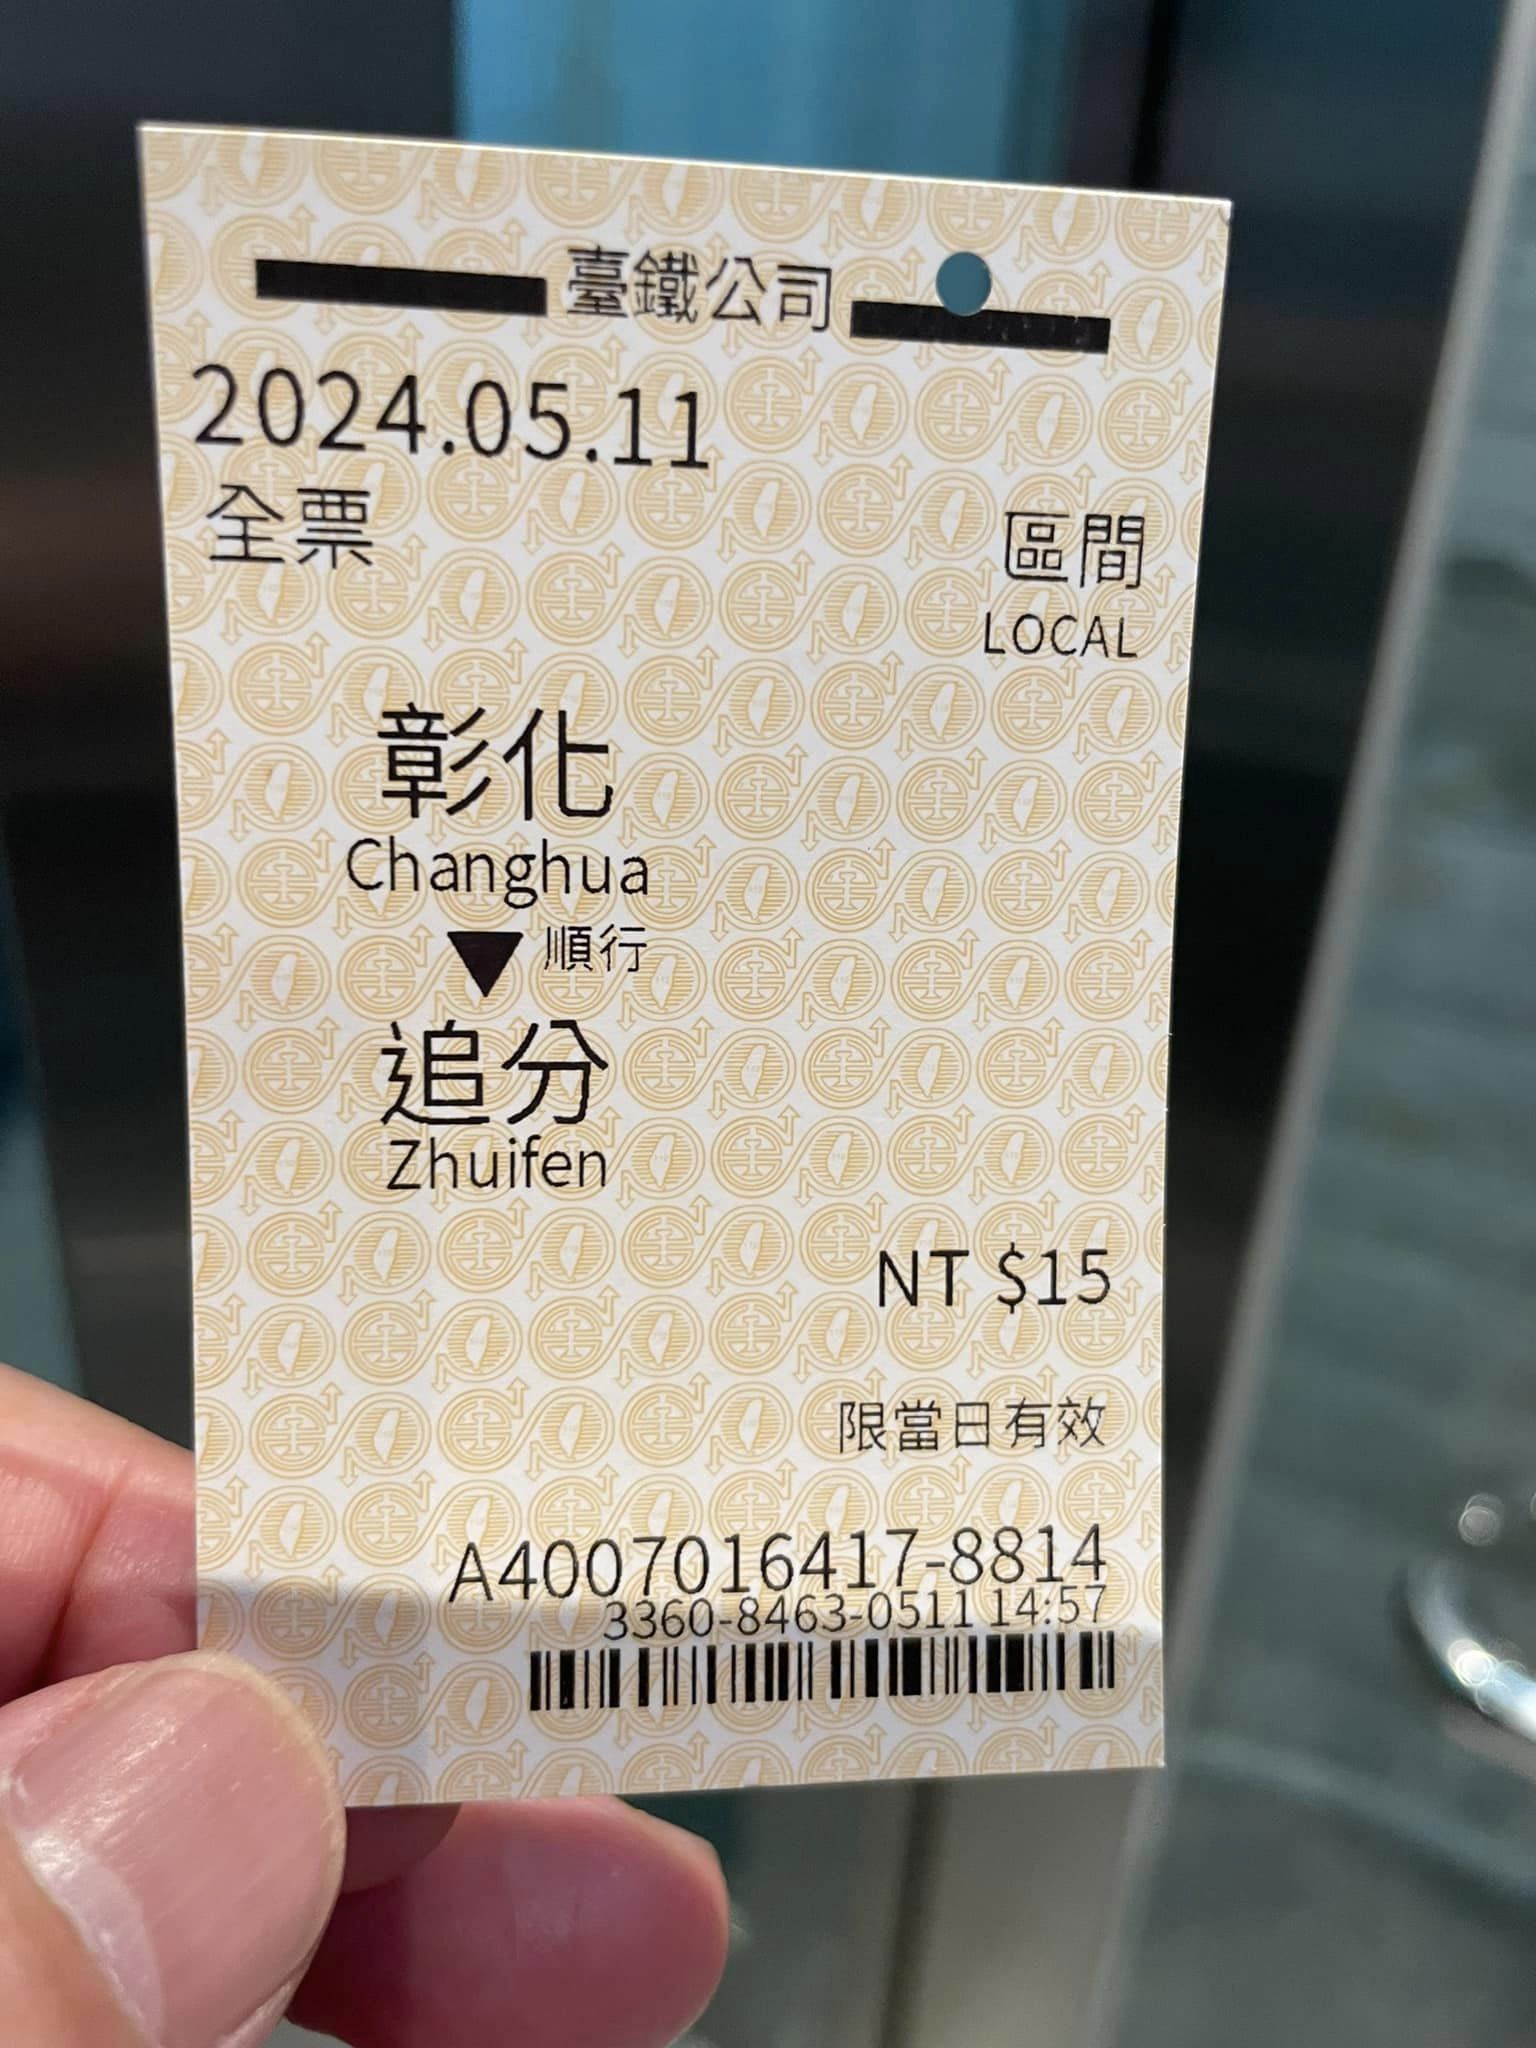 臺鐵公司
2024.05.11
全票
區間
LOCAL
彰化
Changhua
▼ 順行
追分
Zhuifen
NT $15
限當日有效
A4007016417-8814
3360-8463-0511 14:57